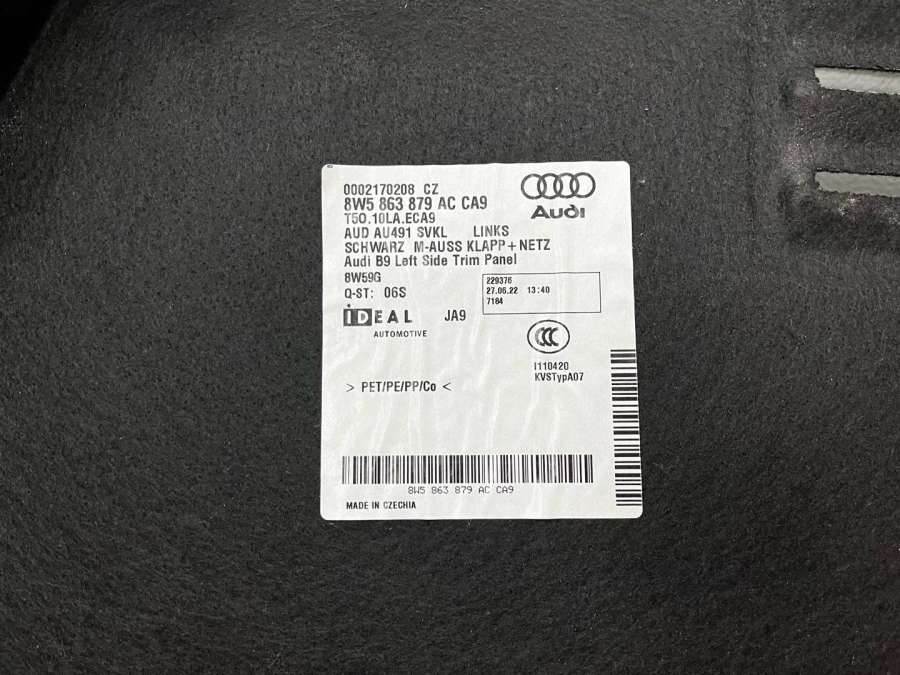 0002170208 CZ
8W5 863 879 AC CA9
T50.10LA.ECA9
AUD AU491 SVKL LINKS
SCHWARZ M-AUSS KLAPP+NETZ
Audi B9 Left Side Trim Panel
8W59G
Q-ST: 06S
Audi
229376
27.06.22 13:40
7184
IDEAL JA9
AUTOMOTIVE
CCC
I110420
KVSTypA07
> PET/PE/PP/Co <
8W5 863 879 AC CA9
MADE IN CZECHIA